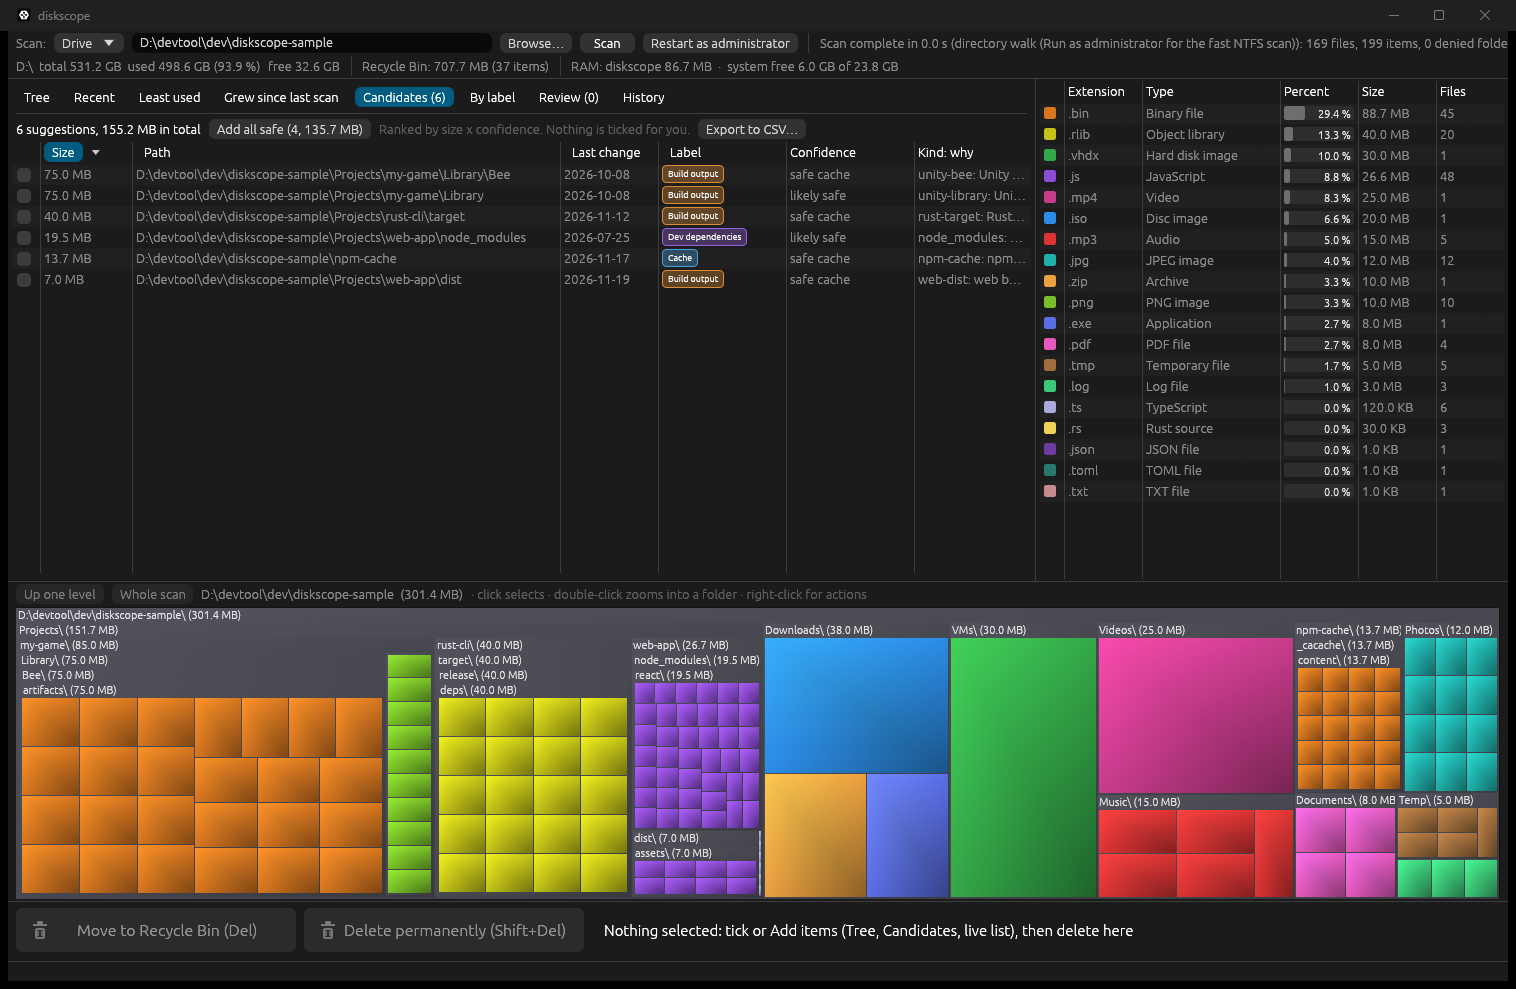 diskscope
Scan: Drive D:\devtool\dev\diskscope-sample Browse... Scan Restart as administrator Scan complete in 0.0 s (directory walk (Run as administrator for the fast NTFS scan)): 169 files, 199 items, 0 denied folde
D:\ total 531.2 GB used 498.6 GB (93.9 %) free 32.6 GB Recycle Bin: 707.7 MB (37 items) RAM: diskscope 86.7 MB · system free 6.0 GB of 23.8 GB
Tree Recent Least used Grew since last scan Candidates (6) By label Review (0) History
6 suggestions, 155.2 MB in total Add all safe (4, 135.7 MB) Ranked by size x confidence. Nothing is ticked for you. Export to CSV...
Size Path Last change Label Confidence Kind: why
75.0 MB D:\devtool\dev\diskscope-sample\Projects\my-game\Library\Bee 2026-10-08 Build output safe cache unity-bee: Unity ...
75.0 MB D:\devtool\dev\diskscope-sample\Projects\my-game\Library 2026-10-08 Build output likely safe unity-library: Uni...
40.0 MB D:\devtool\dev\diskscope-sample\Projects\rust-cli\target 2026-11-12 Build output safe cache rust-target: Rust...
19.5 MB D:\devtool\dev\diskscope-sample\Projects\web-app\node_modules 2026-07-25 Dev dependencies likely safe node_modules: ...
13.7 MB D:\devtool\dev\diskscope-sample\npm-cache 2026-11-17 Cache safe cache npm-cache: npm...
7.0 MB D:\devtool\dev\diskscope-sample\Projects\web-app\dist 2026-11-19 Build output safe cache web-dist: web b...
Extension Type Percent Size Files
.bin Binary file 29.4 % 88.7 MB 45
.rlib Object library 13.3 % 40.0 MB 20
.vhdx Hard disk image 10.0 % 30.0 MB 1
.js JavaScript 8.8 % 26.6 MB 48
.mp4 Video 8.3 % 25.0 MB 1
.iso Disc image 6.6 % 20.0 MB 1
.mp3 Audio 5.0 % 15.0 MB 5
.jpg JPEG image 4.0 % 12.0 MB 12
.zip Archive 3.3 % 10.0 MB 1
.png PNG image 3.3 % 10.0 MB 10
.exe Application 2.7 % 8.0 MB 1
.pdf PDF file 2.7 % 8.0 MB 4
.tmp Temporary file 1.7 % 5.0 MB 5
.log Log file 1.0 % 3.0 MB 3
.ts TypeScript 0.0 % 120.0 KB 6
.rs Rust source 0.0 % 30.0 KB 3
.json JSON file 0.0 % 1.0 KB 1
.toml TOML file 0.0 % 1.0 KB 1
.txt TXT file 0.0 % 1.0 KB 1
Up one level Whole scan D:\devtool\dev\diskscope-sample (301.4 MB) · click selects · double-click zooms into a folder · right-click for actions
D:\devtool\dev\diskscope-sample\ (301.4 MB)
Projects\ (151.7 MB)
my-game\ (85.0 MB)
Library\ (75.0 MB)
Bee\ (75.0 MB)
artifacts\ (75.0 MB)
rust-cli\ (40.0 MB)
target\ (40.0 MB)
release\ (40.0 MB)
deps\ (40.0 MB)
web-app\ (26.7 MB)
node_modules\ (19.5 MB)
react\ (19.5 MB)
dist\ (7.0 MB)
assets\ (7.0 MB)
Downloads\ (38.0 MB)
VMs\ (30.0 MB)
Videos\ (25.0 MB)
Music\ (15.0 MB)
npm-cache\ (13.7 MB)
_cacache\ (13.7 MB)
content\ (13.7 MB)
Photos\ (12.0 MB)
Documents\ (8.0 MB
Temp\ (5.0 MB)
Move to Recycle Bin (Del) Delete permanently (Shift+Del) Nothing selected: tick or Add items (Tree, Candidates, live list), then delete here